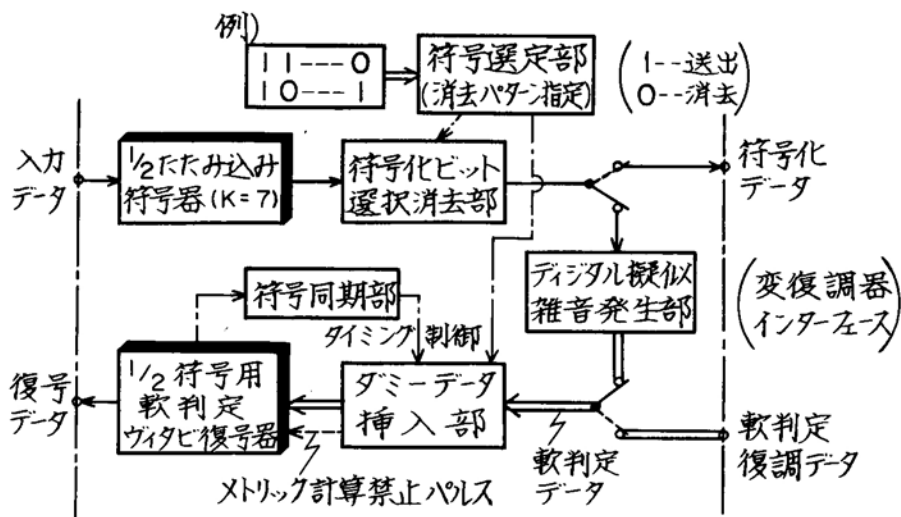 例)
1 1 --- 0
1 0 --- 1
符号選定部
(消去パターン指定)
(1--送出
0--消去)
入力
データ
1/2たたみ込み
符号器(K=7)
符号化ビット
選択消去部
符号化
データ
ディジタル擬似
雑音発生部
(変復調器
インターフェース)
符号同期部
タイミング制御
復号
データ
1/2符号用
軟判定
ヴィタビ復号器
ダミーデータ
挿入部
軟判定
データ
軟判定
復調データ
メトリック計算禁止パルス